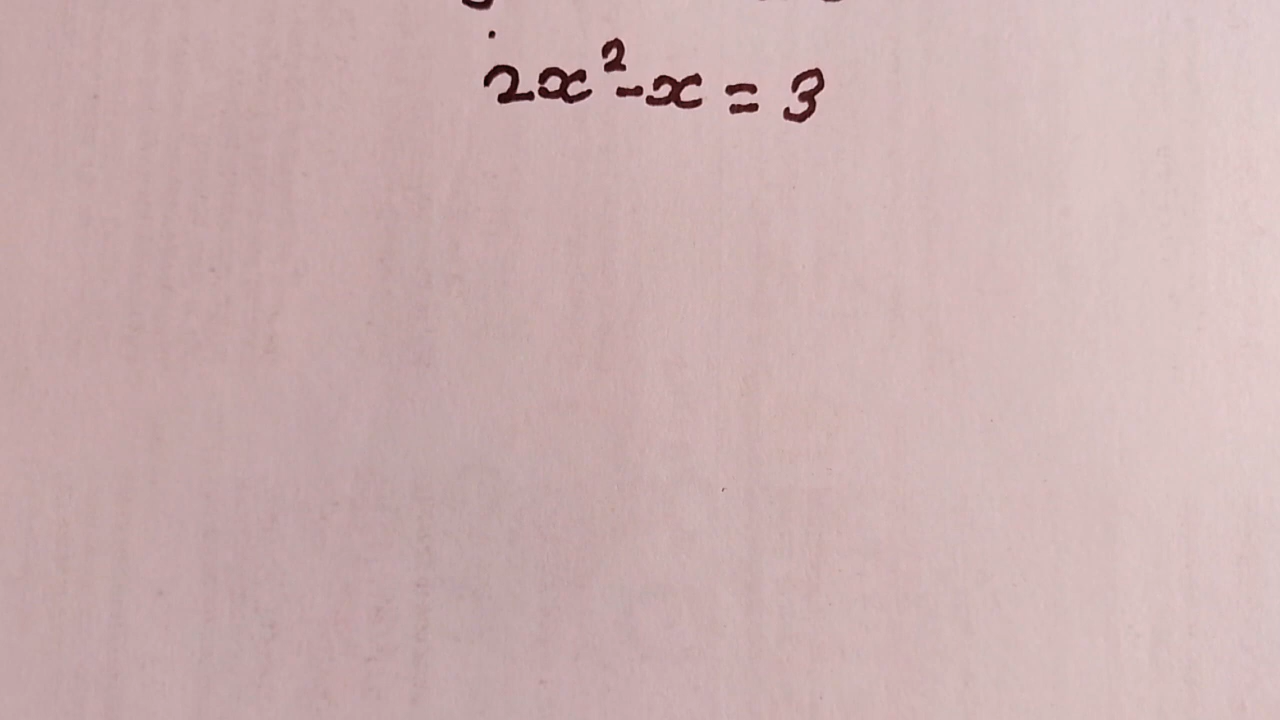 2x²-x = 3